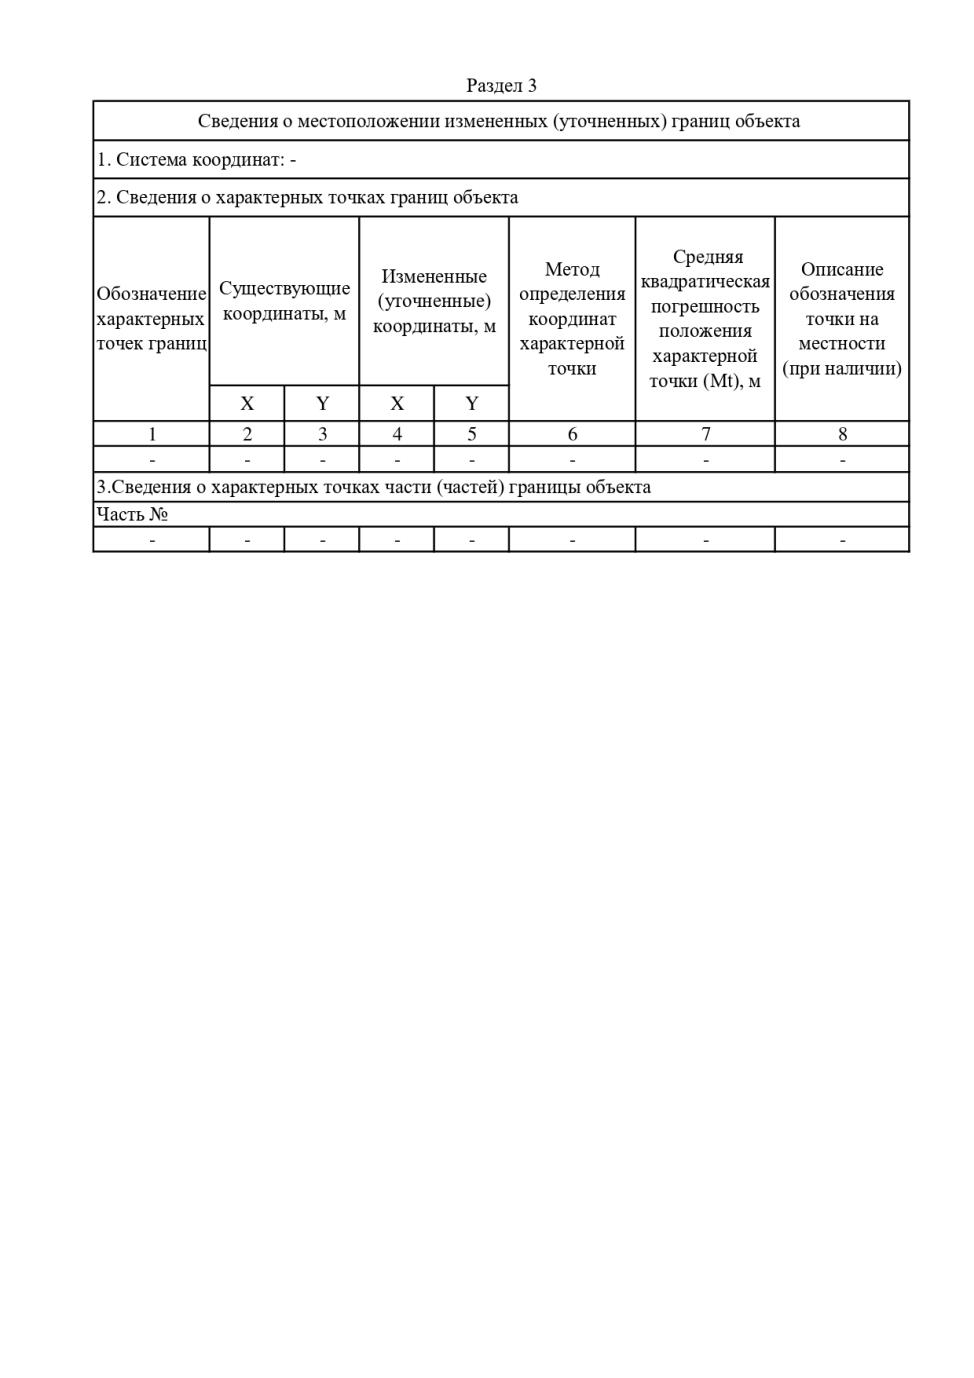 Раздел 3
Сведения о местоположении измененных (уточненных) границ объекта
1. Система координат: -
2. Сведения о характерных точках границ объекта
Обозначение
характерных
точек границ
Существующие
координаты, м
Измененные
(уточненные)
координаты, м
Метод
определения
координат
характерной
точки
Средняя
квадратическая
погрешность
положения
характерной
точки (Mt), м
Описание
обозначения
точки на
местности
(при наличии)
X Y X Y
1 2 3 4 5 6 7 8
- - - - - - - -
3.Сведения о характерных точках части (частей) границы объекта
Часть №
- - - - - - - -